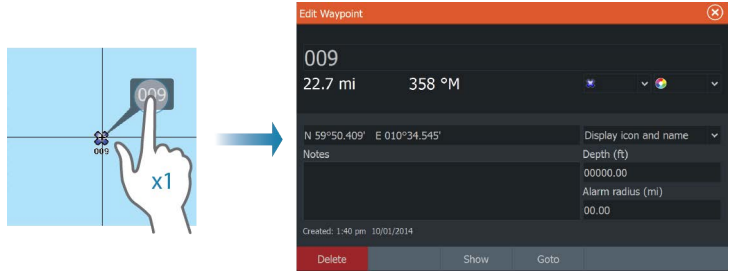 009
009
x1
Edit Waypoint
009
22.7 mi 358 °M
N 59°50.409' E 010°34.545' Display icon and name
Notes Depth (ft)
00000.00
Alarm radius (mi)
00.00
Created: 1:40 pm 10/01/2014
Delete Show Goto